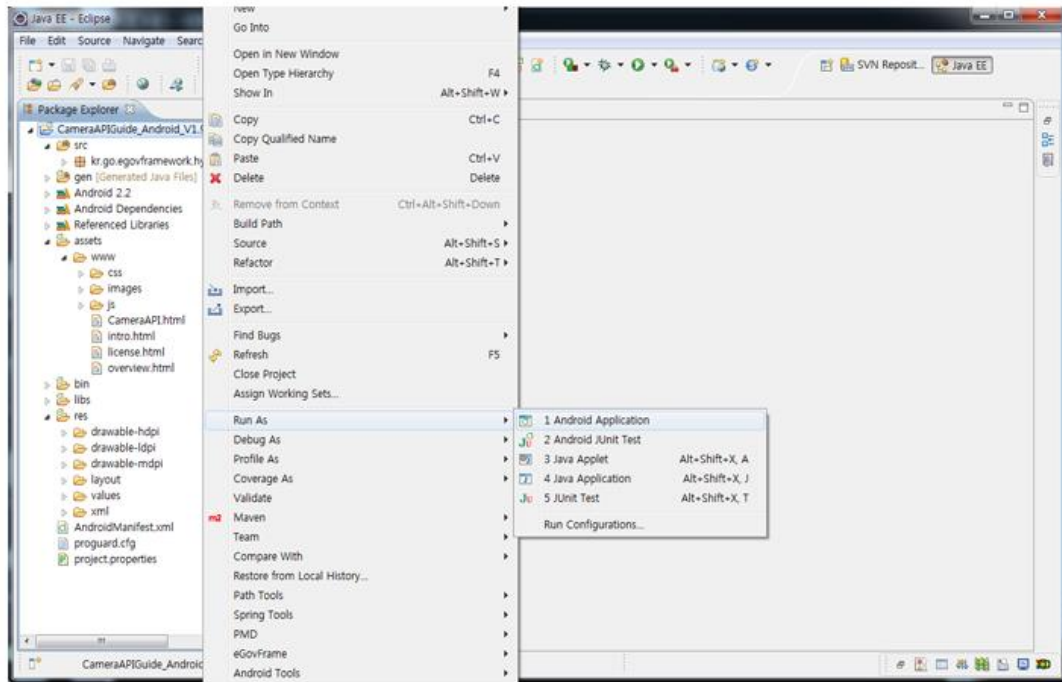 Java EE - Eclipse
File Edit Source Navigate Searc
SVN Reposit... Java EE
Package Explorer
CameraAPIGuide_Android_V1.
src
kr.go.egovframework.hy
gen [Generated Java Files]
Android 2.2
Android Dependencies
Referenced Libraries
assets
www
css
images
js
CameraAPI.html
intro.html
license.html
overview.html
bin
libs
res
drawable-hdpi
drawable-ldpi
drawable-mdpi
layout
values
xml
AndroidManifest.xml
proguard.cfg
project.properties
CameraAPIGuide_Android
New
Go Into
Open in New Window
Open Type Hierarchy F4
Show In Alt+Shift+W
Copy Ctrl+C
Copy Qualified Name
Paste Ctrl+V
Delete Delete
Remove from Context Ctrl+Alt+Shift+Down
Build Path
Source Alt+Shift+S
Refactor Alt+Shift+T
Import...
Export...
Find Bugs
Refresh F5
Close Project
Assign Working Sets...
Run As
Debug As
Profile As
Coverage As
Validate
m2 Maven
Team
Compare With
Restore from Local History...
Path Tools
Spring Tools
PMD
eGovFrame
Android Tools
1 Android Application
2 Android JUnit Test
3 Java Applet Alt+Shift+X, A
4 Java Application Alt+Shift+X, J
5 JUnit Test Alt+Shift+X, T
Run Configurations...